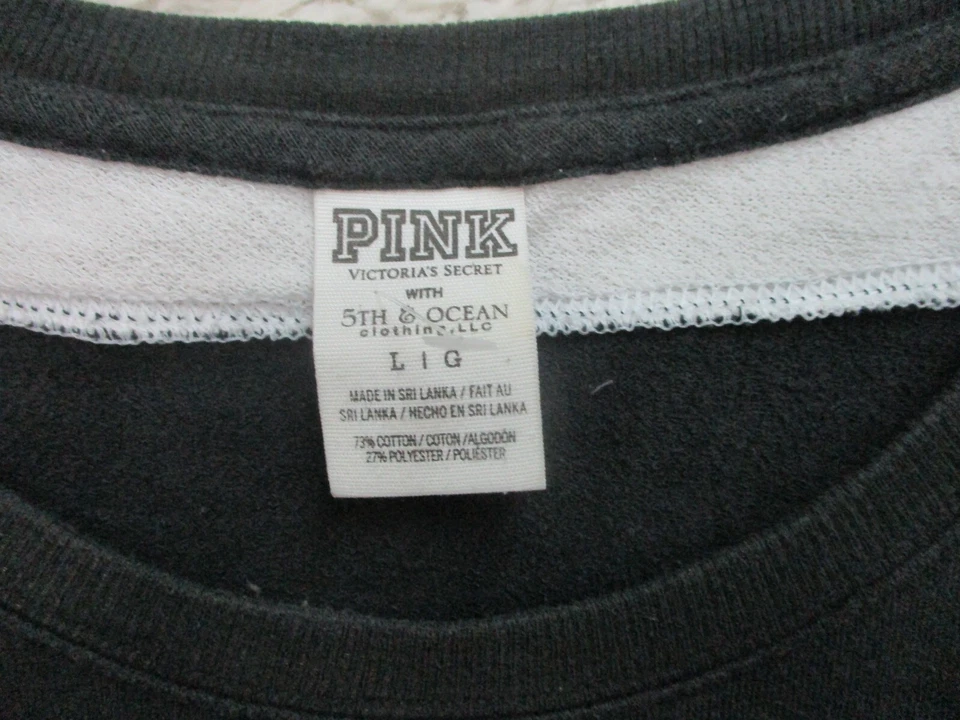 PINK
VICTORIA'S SECRET
WITH
5TH & OCEAN
clothing, LLC
L | G
MADE IN SRI LANKA / FAIT AU
SRI LANKA / HECHO EN SRI LANKA
73% COTTON / COTON / ALGODÓN
27% POLYESTER / POLIÉSTER